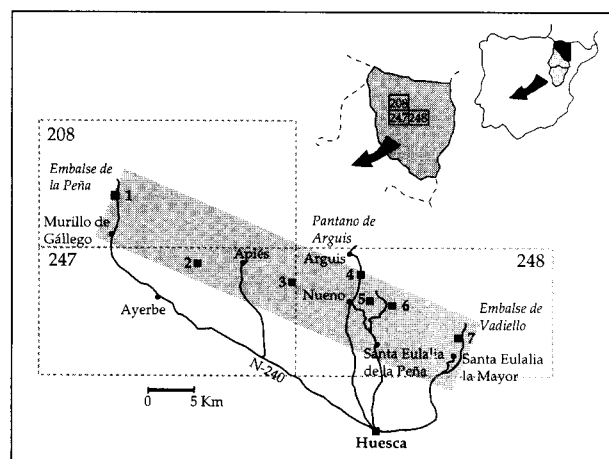 208
247 248
208
Embalse de
la Peña
1
Murillo de
Gállego
Pantano de
Arguis
247
2
Apiés
Arguis
248
3
4
Nueno
5
6
Ayerbe
Embalse de
Vadiello
7
Santa Eulalia
de la Peña
Santa Eulalia
la Mayor
N-240
0 5 Km
Huesca